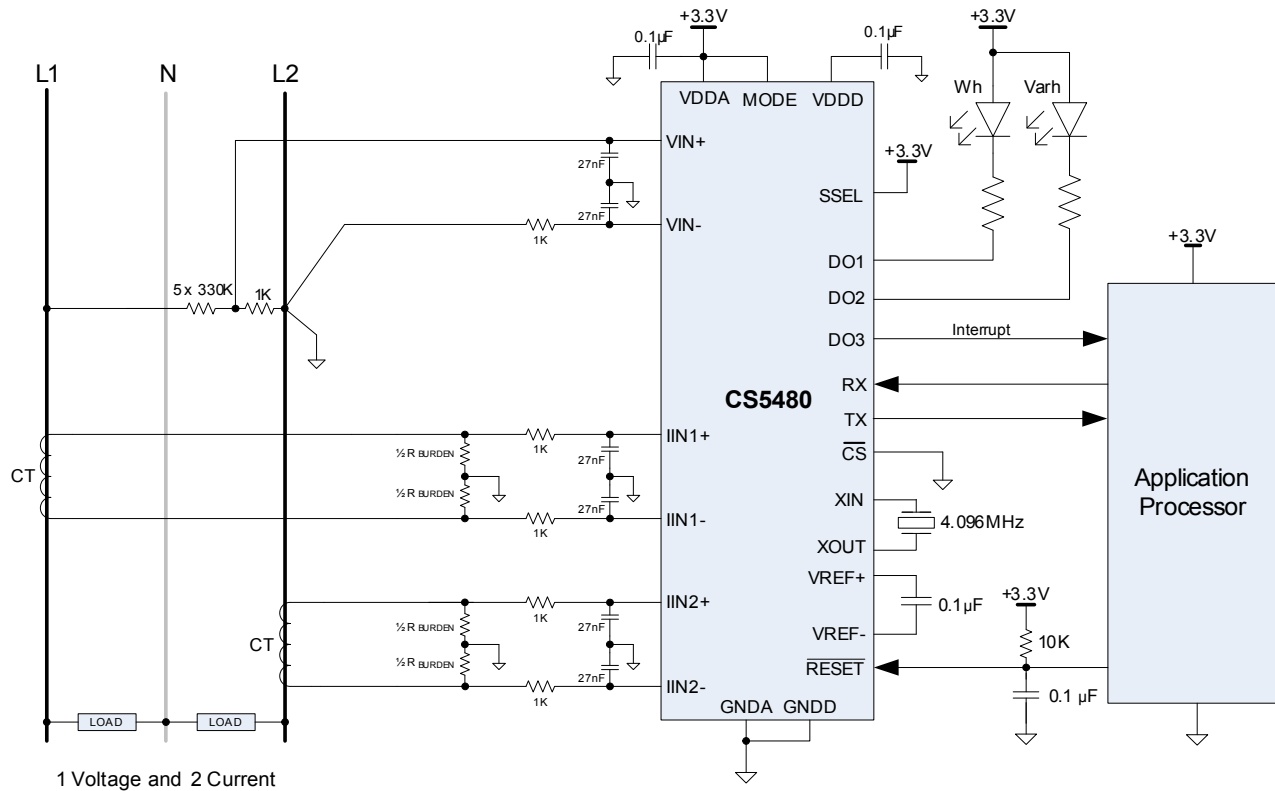 +3.3V
+3.3V
0.1µF
0.1µF
L1
N
L2
Wh
Varh
VDDA
MODE
VDDD
VIN+
27nF
+3.3V
27nF
SSEL
VIN-
1K
+3.3V
DO1
5 x 330K
1K
DO2
DO3
Interrupt
RX
CS5480
TX
IIN1+
1K
½ R BURDEN
27nF
CS
CT
Application
Processor
½ R BURDEN
27nF
XIN
IIN1-
1K
4.096MHz
XOUT
VREF+
IIN2+
1K
+3.3V
0.1µF
½ R BURDEN
27nF
VREF-
10K
CT
½ R BURDEN
27nF
RESET
IIN2-
1K
0.1 µF
GNDA
GNDD
LOAD
LOAD
1 Voltage and 2 Current